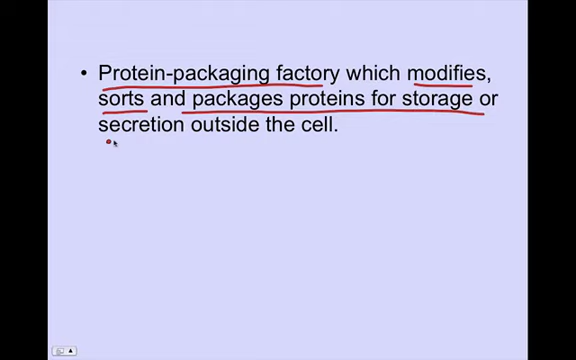 • Protein-packaging factory which modifies,
sorts and packages proteins for storage or
secretion outside the cell.